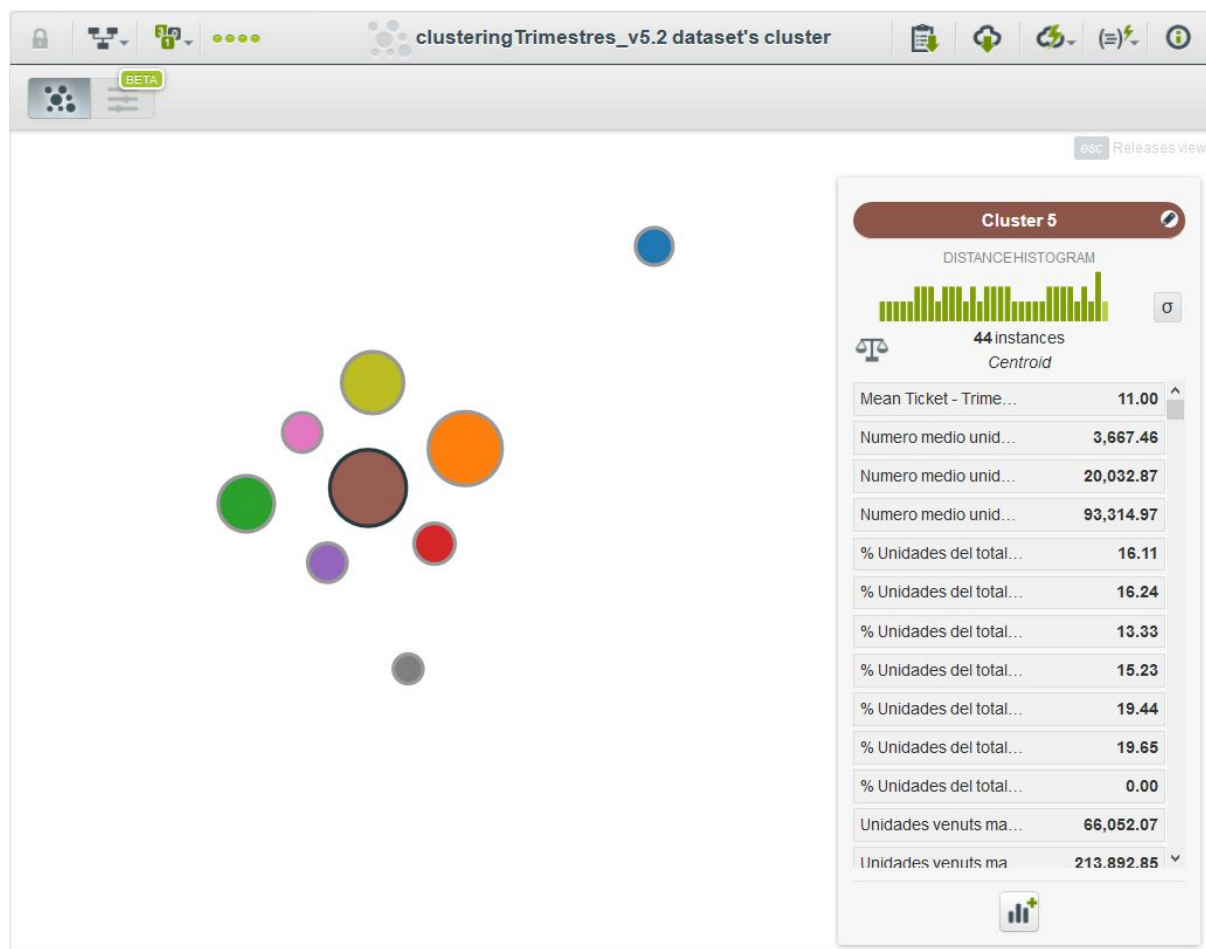 clusteringTrimestres_v5.2 dataset's cluster
BETA
esc Releases view
Cluster 5
DISTANCE HISTOGRAM
σ
44 instances
Centroid
Mean Ticket - Trime... 11.00
Numero medio unid... 3,667.46
Numero medio unid... 20,032.87
Numero medio unid... 93,314.97
% Unidades del total... 16.11
% Unidades del total... 16.24
% Unidades del total... 13.33
% Unidades del total... 15.23
% Unidades del total... 19.44
% Unidades del total... 19.65
% Unidades del total... 0.00
Unidades venuts ma... 66,052.07
Unidades venuts ma 213,892.85